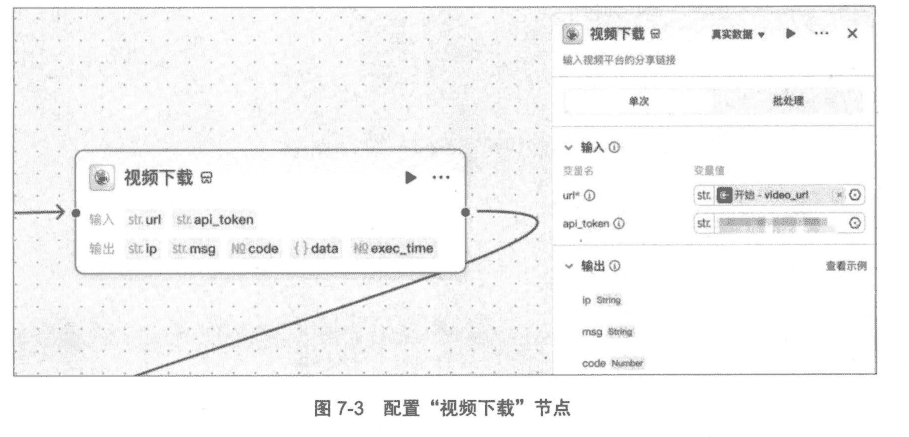 视频下载
输入 str.url str.api_token
输出 str.ip str.msg №code { }data №exec_time
视频下载 真实数据
输入视频平台的分享链接
单次 批处理
输入
变量名 变量值
url* str. 开始 - video_url ×
api_token str.
输出 查看示例
ip String
msg String
code Number
图 7-3 配置“视频下载”节点